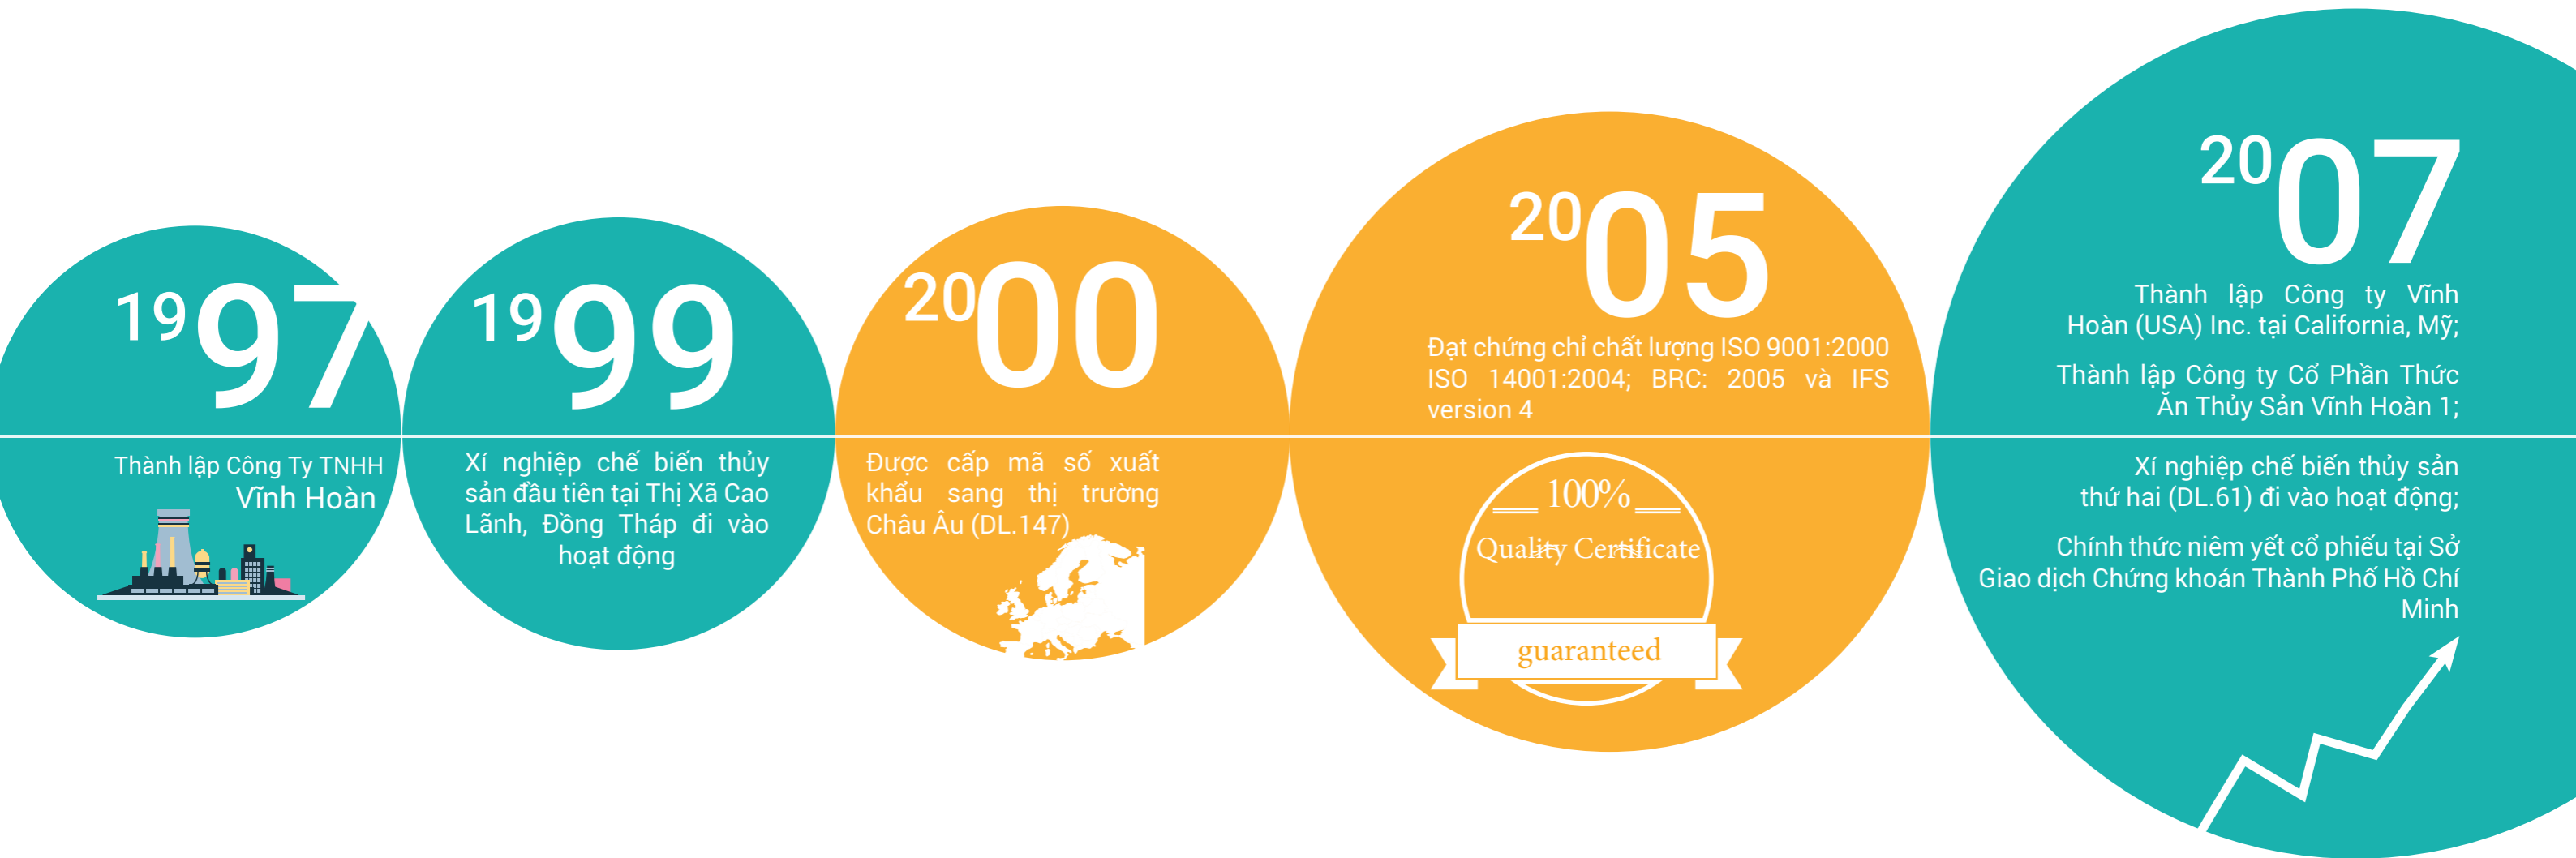 1997
Thành lập Công Ty TNHH
Vĩnh Hoàn
1999
Xí nghiệp chế biến thủy
sản đầu tiên tại Thị Xã Cao
Lãnh, Đồng Tháp đi vào
hoạt động
2000
Được cấp mã số xuất
khẩu sang thị trường
Châu Âu (DL.147)
2005
Đạt chứng chỉ chất lượng ISO 9001:2000
ISO 14001:2004; BRC: 2005 và IFS
version 4
100%
Quality Certificate
guaranteed
2007
Thành lập Công ty Vĩnh
Hoàn (USA) Inc. tại California, Mỹ;
Thành lập Công ty Cổ Phần Thức
Ăn Thủy Sản Vĩnh Hoàn 1;
Xí nghiệp chế biến thủy sản
thứ hai (DL.61) đi vào hoạt động;
Chính thức niêm yết cổ phiếu tại Sở
Giao dịch Chứng khoán Thành Phố Hồ Chí
Minh